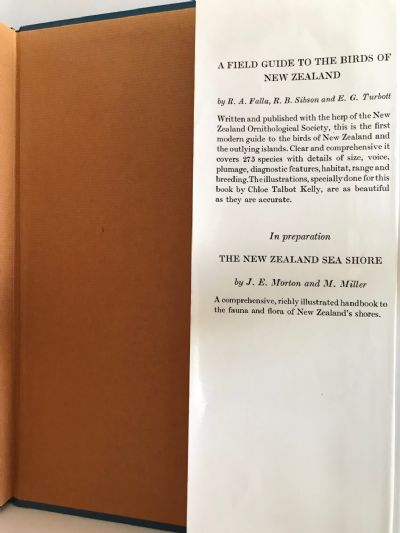 A FIELD GUIDE TO THE BIRDS OF
NEW ZEALAND
by R. A. Falla, R. B. Sibson and E. G. Turbott
Written and published with the herp of the New
Zealand Ornithological Society, this is the first
modern guide to the birds of New Zealand and
the outlying islands. Clear and comprehensive it
covers 275 species with details of size, voice,
plumage, diagnostic features, habitat, range and
breeding.The illustrations, specially done for this
book by Chloe Talbot Kelly, are as beautiful
as they are accurate.
In preparation
THE NEW ZEALAND SEA SHORE
by J. E. Morton and M. Miller
A comprehensive, richly illustrated handbook to
the fauna and flora of New Zealand's shores.